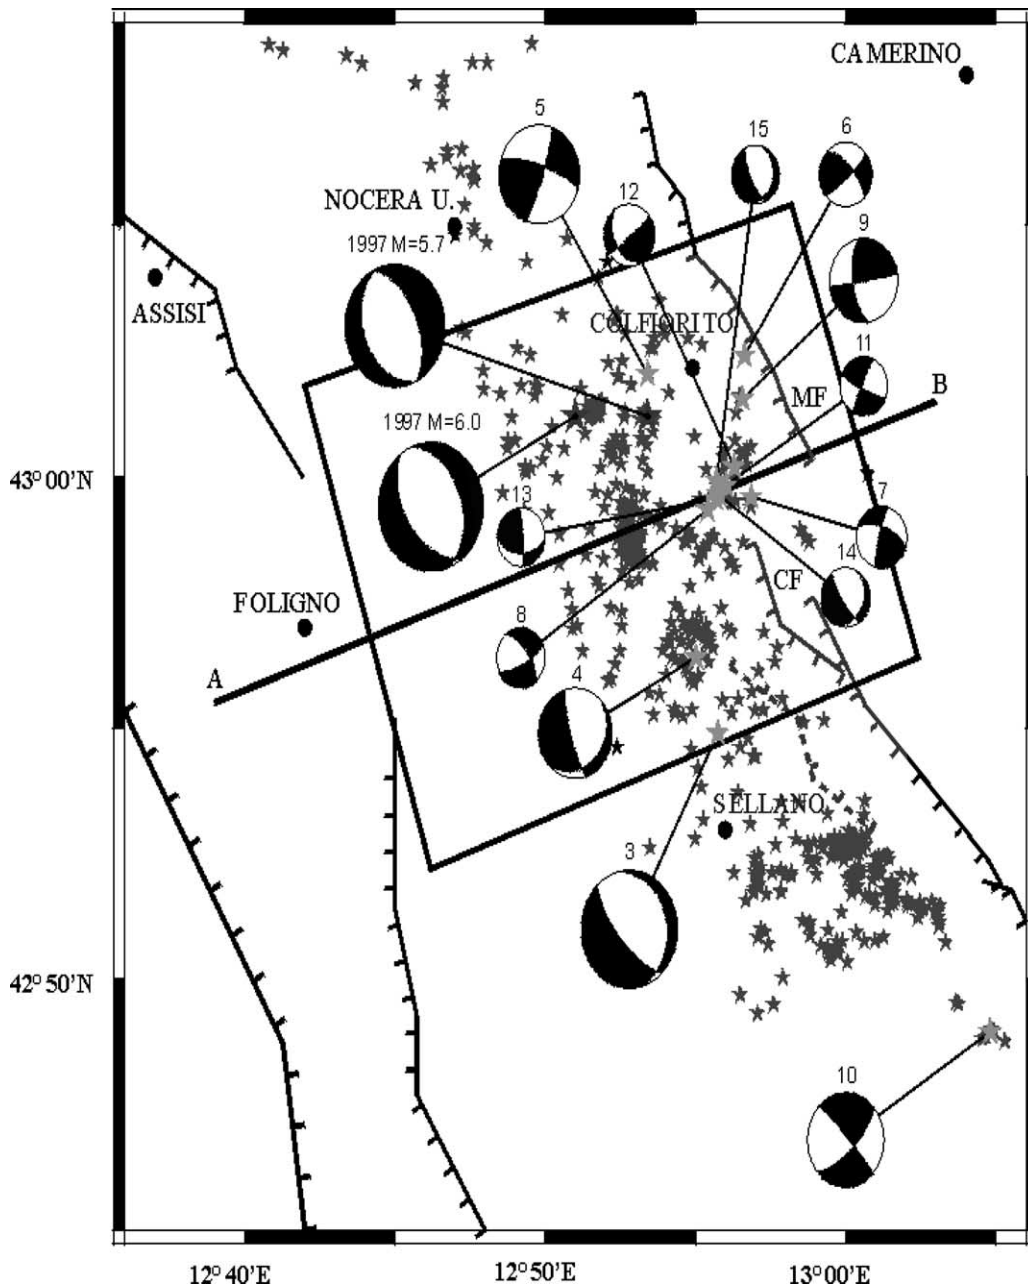 CAMERINO
5
15
6
12
NOCERA U.
9
1997 M=5.7
ASSISI
COLFIORITO
11
MF
B
1997 M=6.0
43°00'N
13
7
14
CF
FOLIGNO
8
A
4
SELLANO
3
42°50'N
10
12°40'E
12°50'E
13°00'E